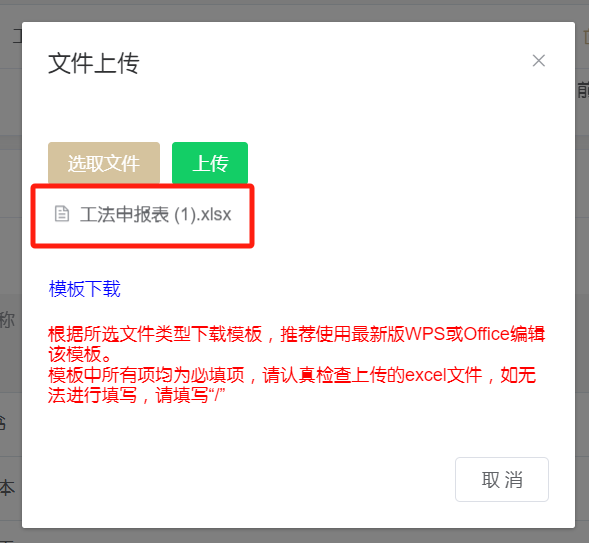 文件上传
选取文件
上传
工法申报表 (1).xlsx
模板下载
根据所选文件类型下载模板，推荐使用最新版WPS或Office编辑
该模板。
模板中所有项均为必填项，请认真检查上传的excel文件，如无
法进行填写，请填写“/”
取 消
前
称
本